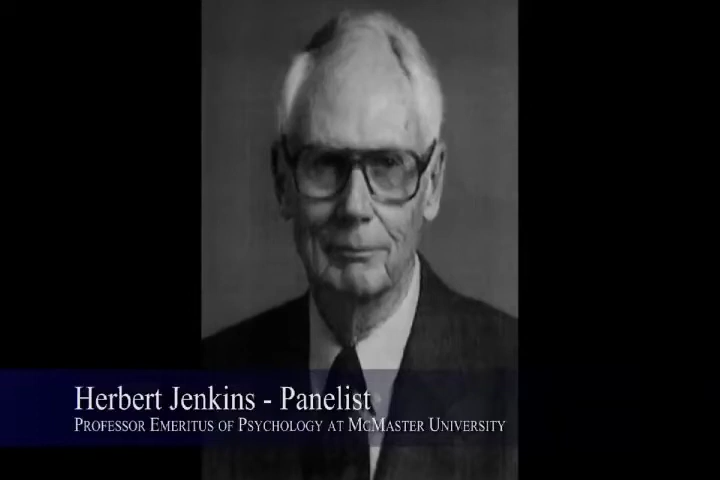 Herbert Jenkins - Panelist
Professor Emeritus of Psychology at McMaster University